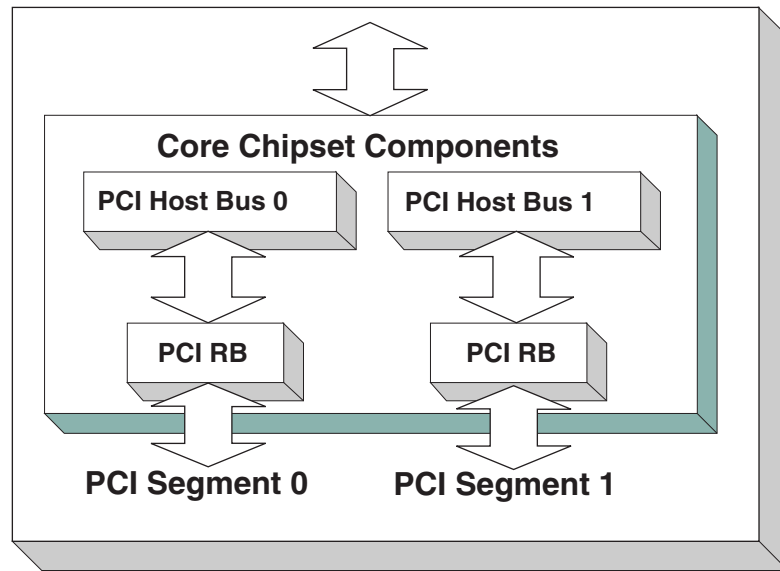 Core Chipset Components
PCI Host Bus 0
PCI Host Bus 1
PCI RB
PCI RB
PCI Segment 0
PCI Segment 1